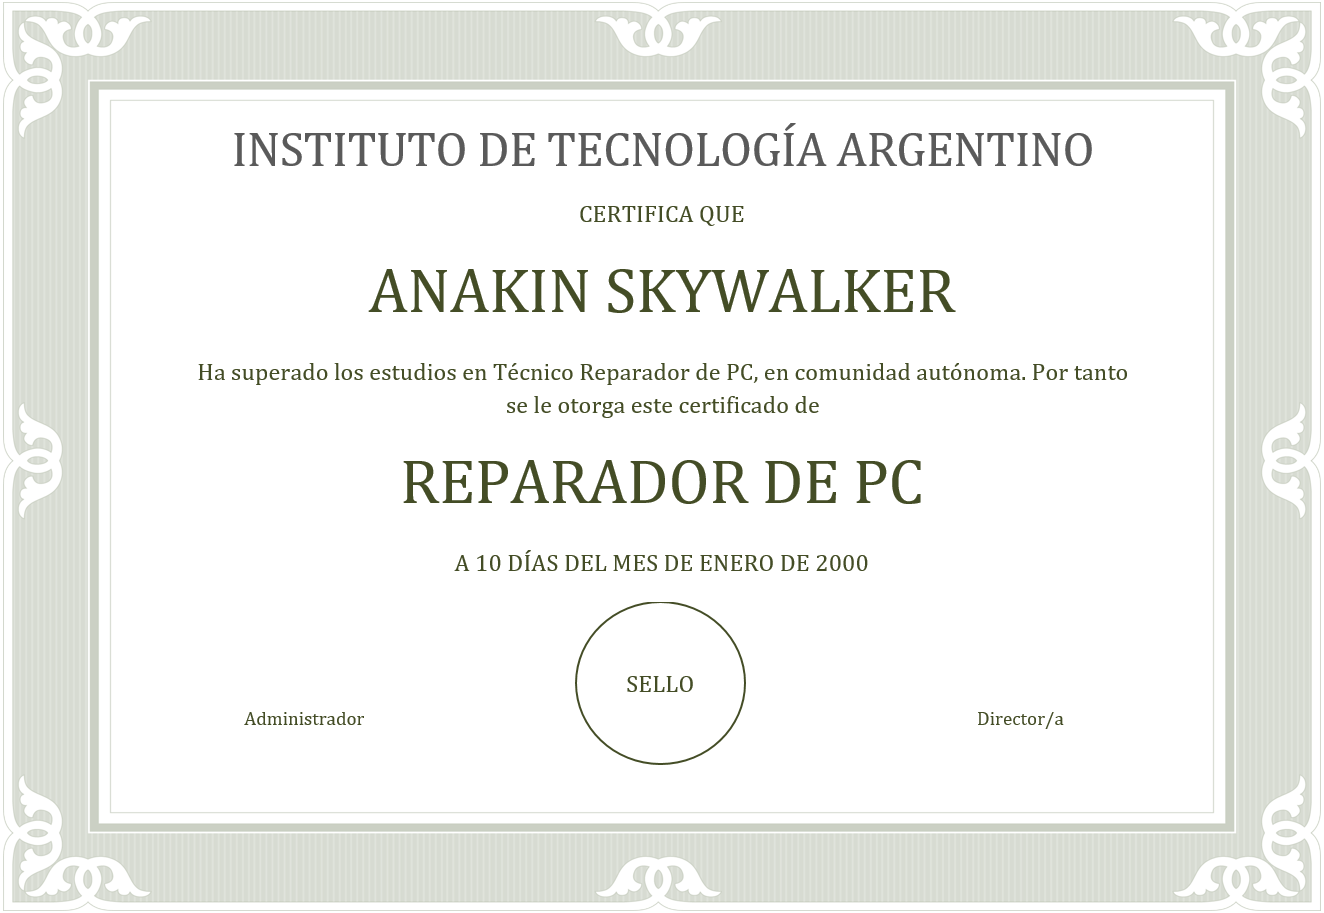 INSTITUTO DE TECNOLOGÍA ARGENTINO
CERTIFICA QUE
ANAKIN SKYWALKER
Ha superado los estudios en Técnico Reparador de PC, en comunidad autónoma. Por tanto
se le otorga este certificado de
REPARADOR DE PC
A 10 DÍAS DEL MES DE ENERO DE 2000
SELLO
Administrador
Director/a